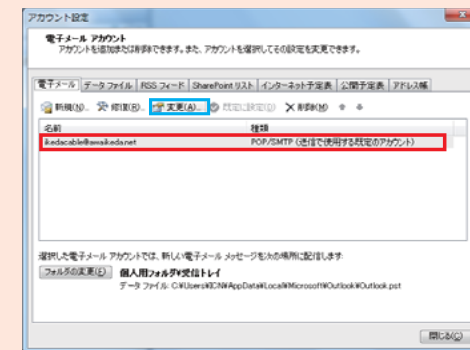 アカウント設定
電子メール アカウント
アカウントを追加または削除できます。また、アカウントを選択してその設定を変更できます。
電子メール データ ファイル RSS フィード SharePoint リスト インターネット予定表 公開予定表 アドレス帳
新規(N)... 修復(R)... 変更(A)... 既定に設定(D) 削除(M)
名前 種類
ikedacable@awaikeda.net POP/SMTP (送信で使用する既定のアカウント)
選択した電子メール アカウントでは、新しい電子メール メッセージを次の場所に配信します:
フォルダの変更(F) 個人用フォルダ¥受信トレイ
データ ファイル: C:¥Users¥ICN¥AppData¥Local¥Microsoft¥Outlook¥Outlook.pst
閉じる(C)